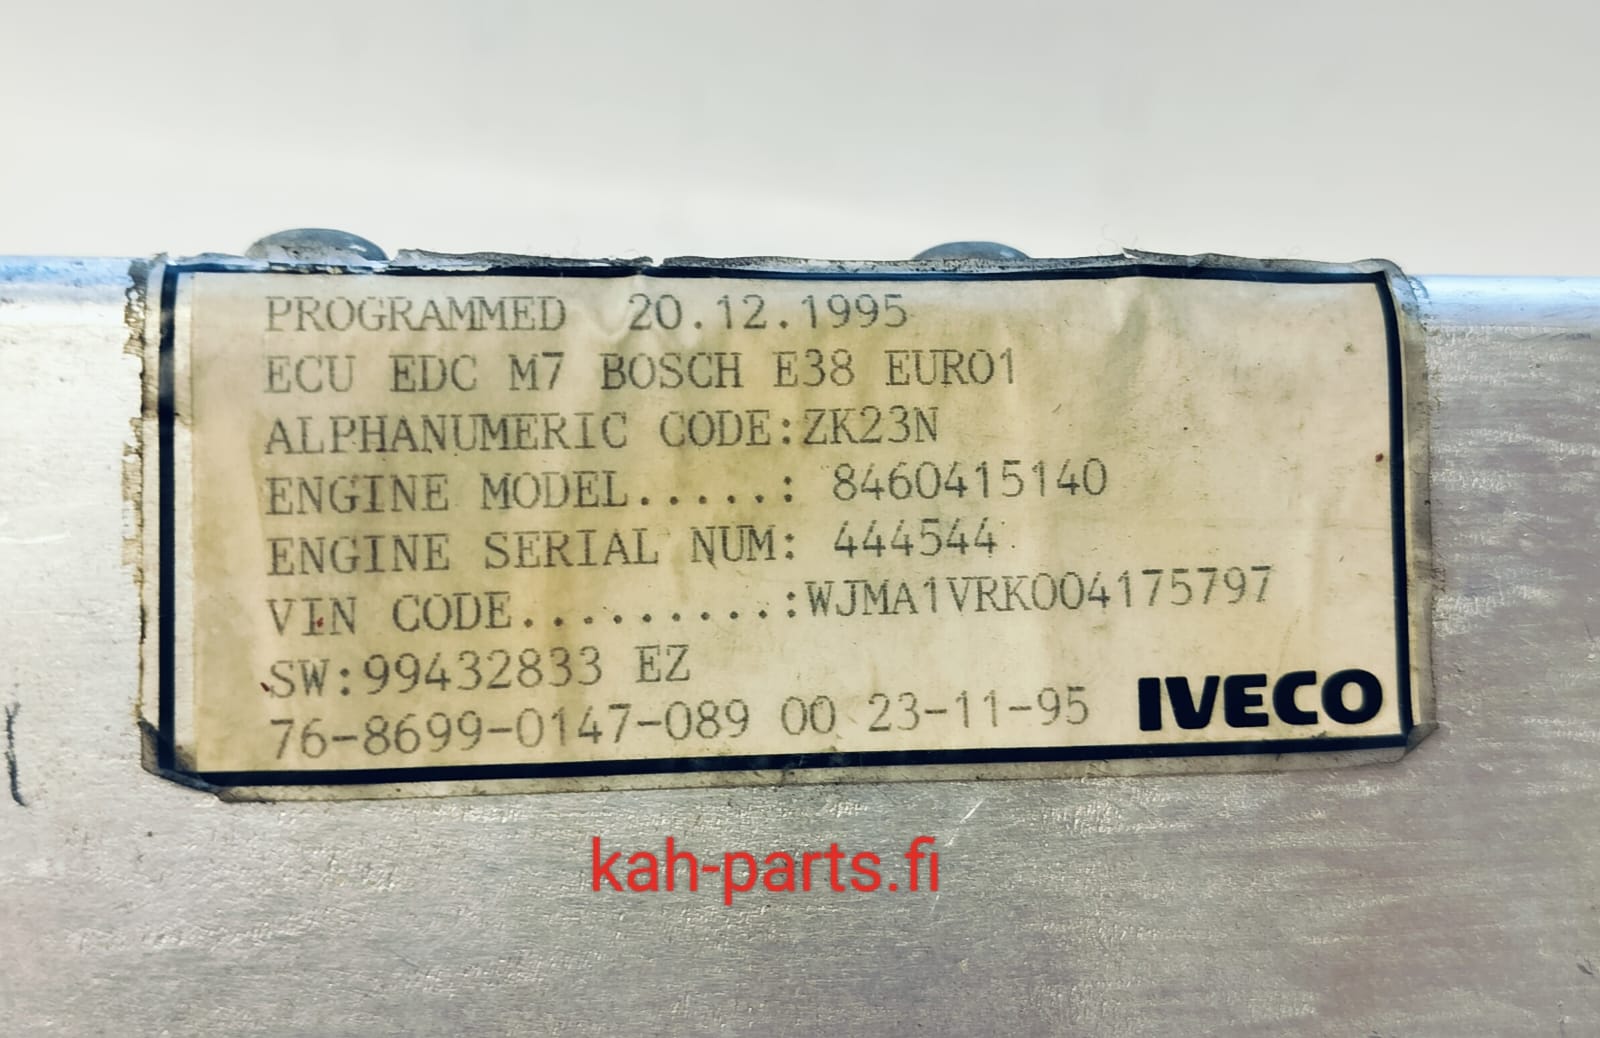 PROGRAMMED 20.12.1995
ECU EDC M7 BOSCH E38 EURO1
ALPHANUMERIC CODE:ZK23N
ENGINE MODEL.....: 8460415140
ENGINE SERIAL NUM: 444544
VIN CODE.........:WJMA1VRK004175797
SW:99432833 EZ
76-8699-0147-089 00 23-11-95
IVECO
kah-parts.fi